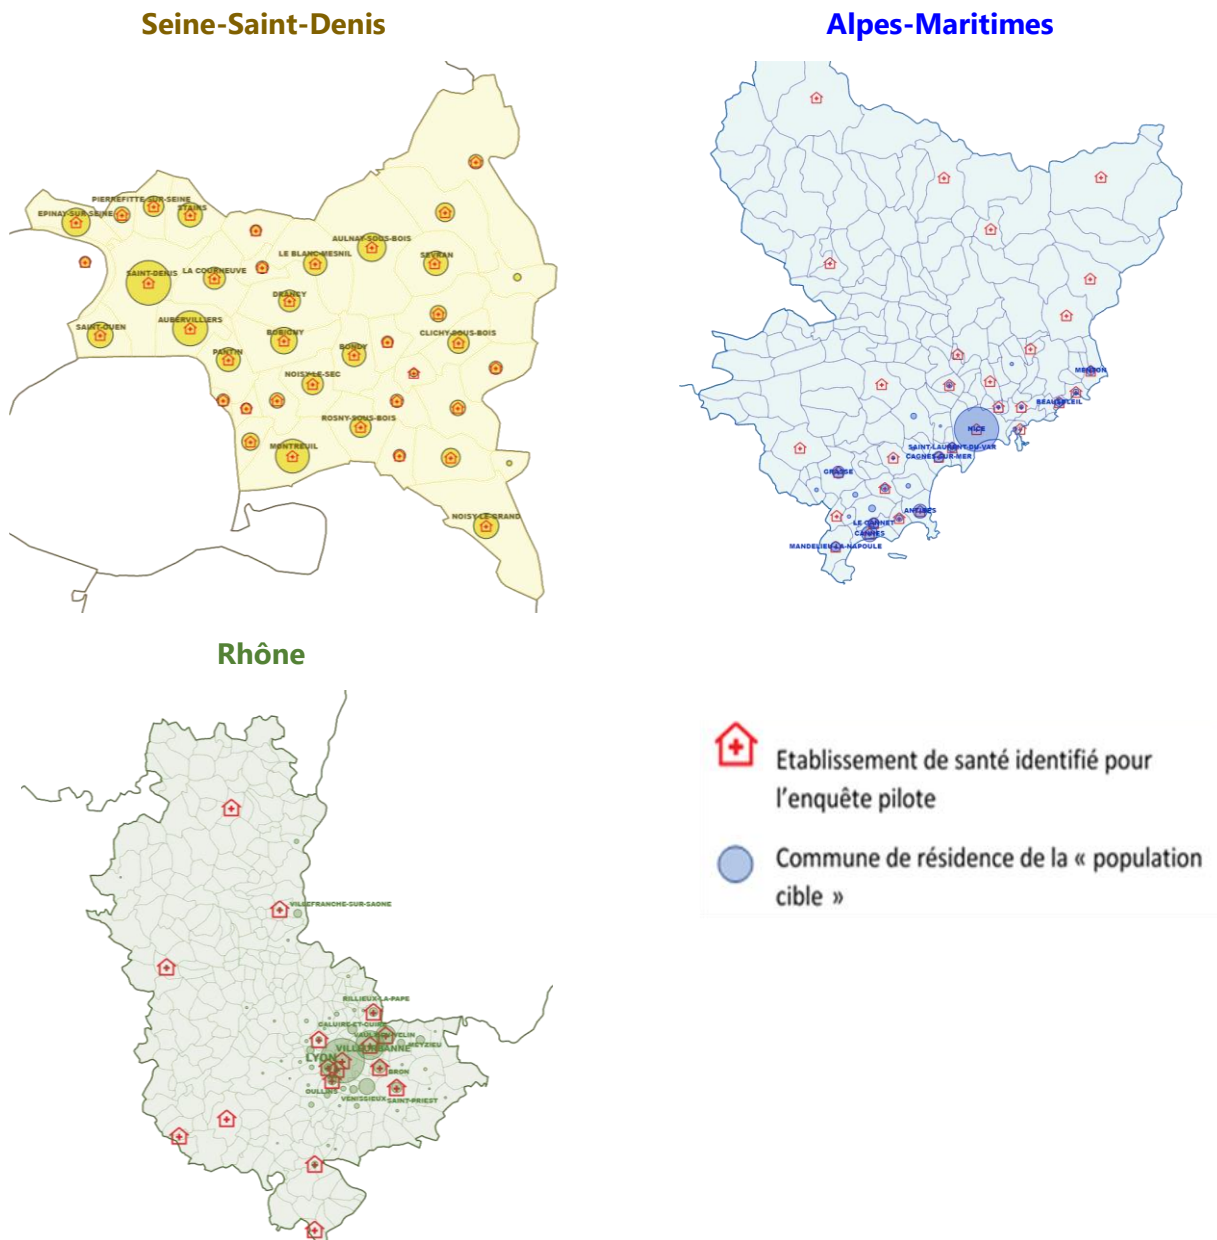 Seine-Saint-Denis
Alpes-Maritimes
PIERREFITTE-SUR-SEINE
EPINAY-SUR-SEINE
STAINS
AULNAY-SOUS-BOIS
LE BLANC-MESNIL
SEVRAN
SAINT-DENIS
LA COURNEUVE
DRANCY
AUBERVILLIERS
SAINT-OUEN
BOBIGNY
CLICHY-SOUS-BOIS
PANTIN
BONDY
NOISY-LE-SEC
ROSNY-SOUS-BOIS
MONTREUIL
NOISY-LE-GRAND
MENTON
BEAUSOLEIL
NICE
SAINT-LAURENT-DU-VAR
CAGNES-SUR-MER
GRASSE
ANTIBES
LE CANNET
CANNES
MANDELIEU-LA-NAPOULE
Rhône
VILLEFRANCHE-SUR-SAONE
RILLIEUX-LA-PAPE
CALUIRE-ET-CUIRE
VAULX-EN-VELIN
MEYZIEU
VILLEURBANNE
LYON
BRON
OULLINS
VENISSIEUX
SAINT-PRIEST
Etablissement de santé identifié pour
l'enquête pilote
Commune de résidence de la « population
cible »